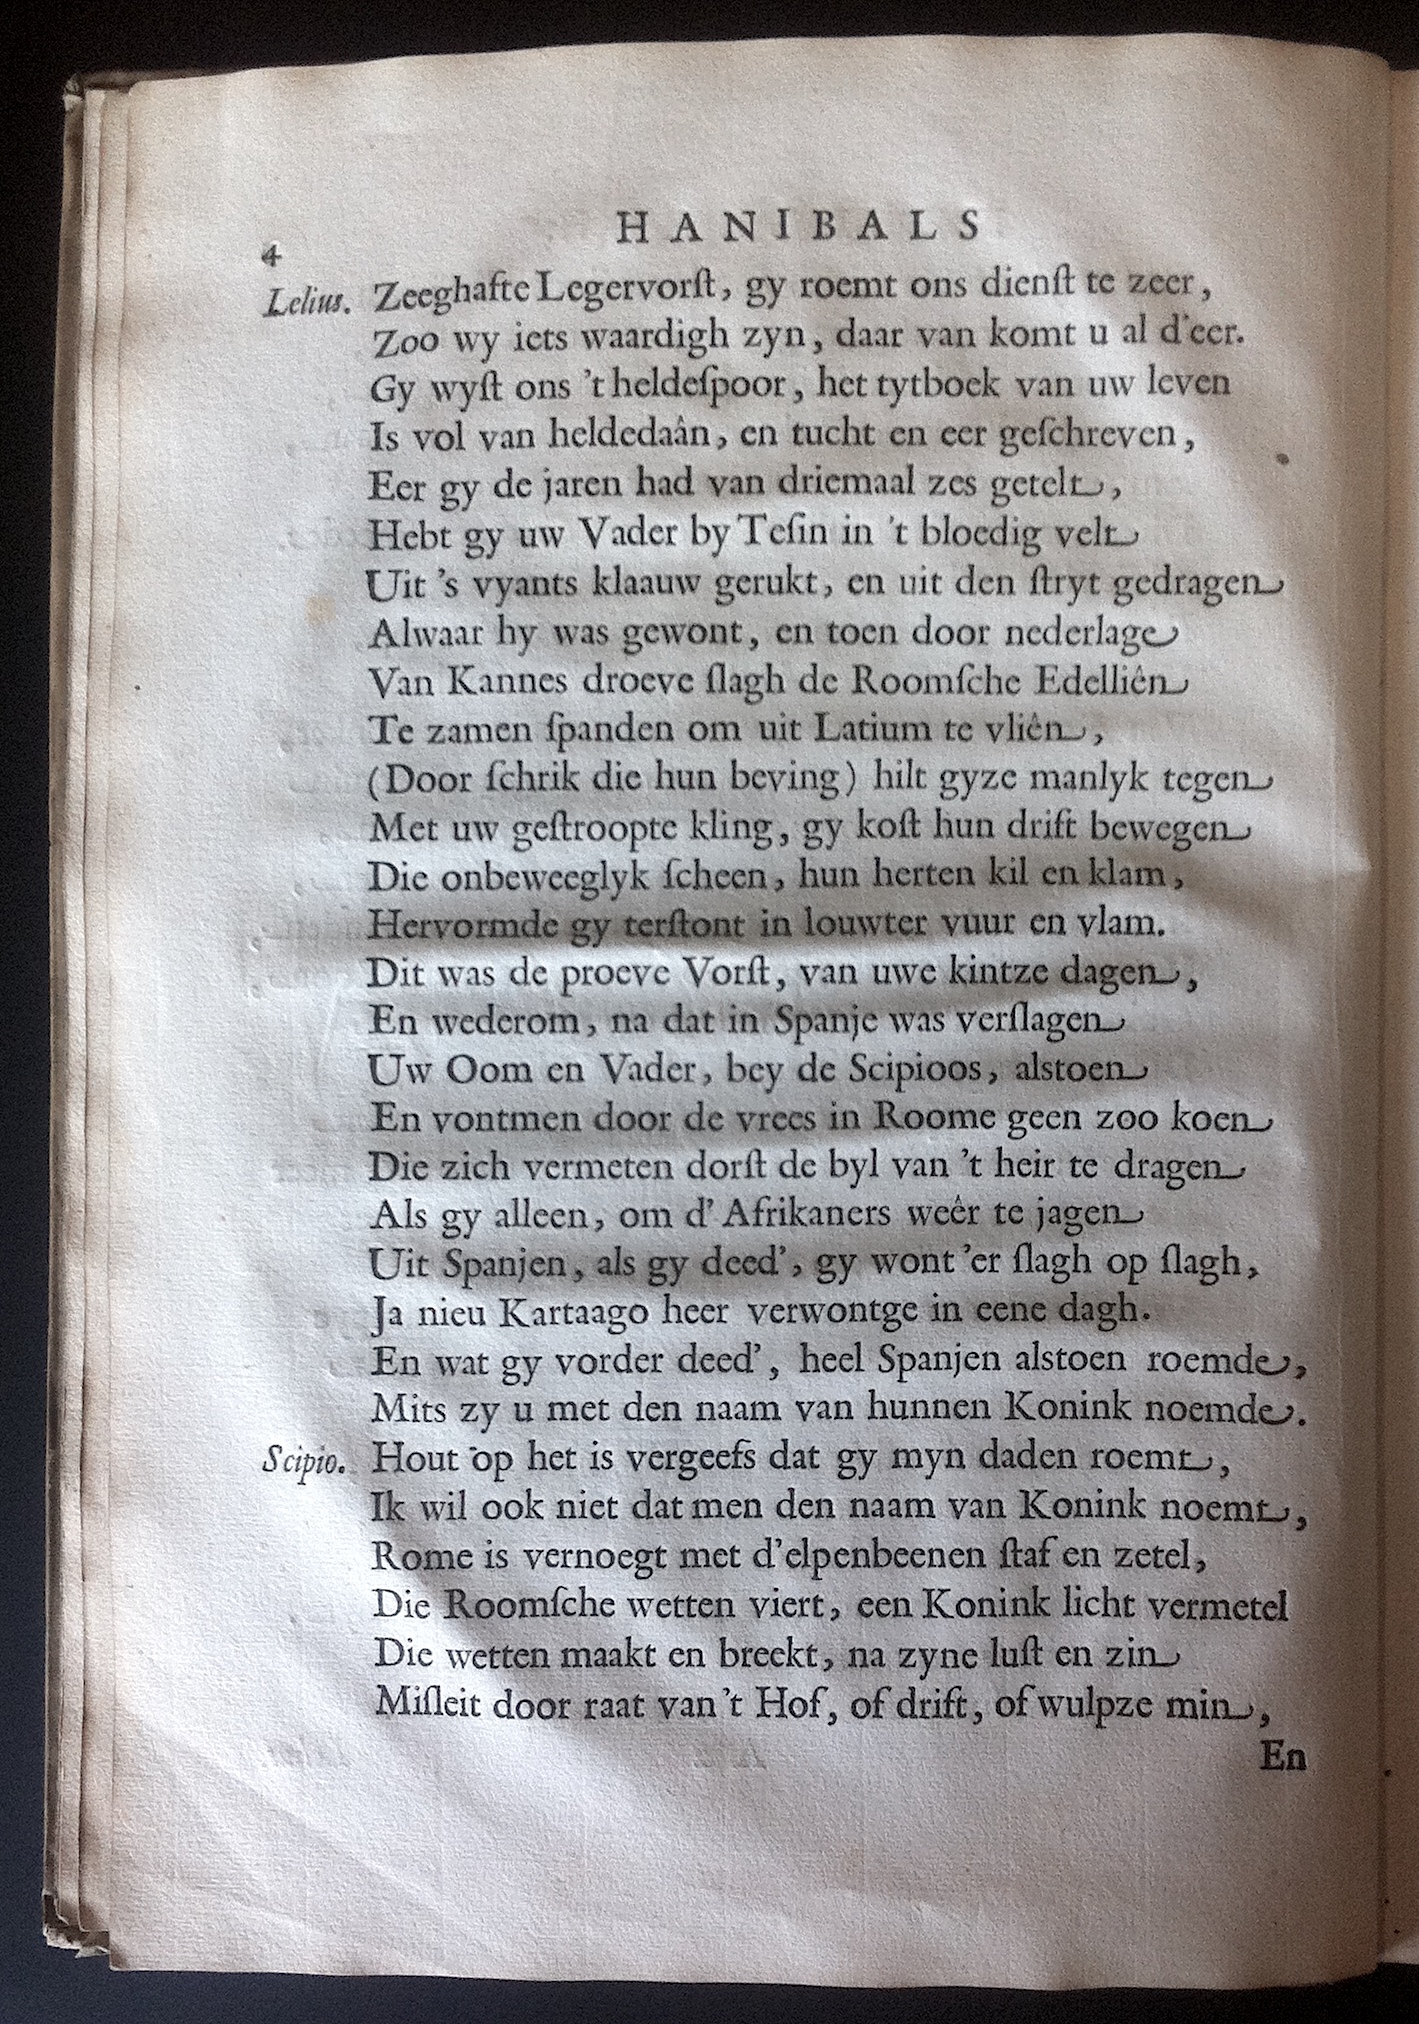 HANIBALS
4
Lelius. Zeeghafte Legervorſt, gy roemt ons dienſt te zeer,
Zoo wy iets waardigh zyn, daar van komt u al d'eer.
Gy wyſt ons 't heldeſpoor, het tytboek van uw leven
Is vol van heldedaân, en tucht en eer geſchreven,
Eer gy de jaren had van driemaal zes getelt,
Hebt gy uw Vader by Teſin in 't bloedig velt
Uit 's vyants klaauw gerukt, en uit den ſtryt gedragen
Alwaar hy was gewont, en toen door nederlage
Van Kannes droeve ſlagh de Roomſche Edelliên
Te zamen ſpanden om uit Latium te vliên,
(Door ſchrik die hun beving) hilt gyze manlyk tegen
Met uw geſtroopte kling, gy koſt hun drift bewegen
Die onbeweeglyk ſcheen, hun herten kil en klam,
Hervormde gy terſtont in louwter vuur en vlam.
Dit was de proeve Vorſt, van uwe kintze dagen,
En wederom, na dat in Spanje was verſlagen
Uw Oom en Vader, bey de Scipioos, alstoen
En vontmen door de vrees in Roome geen zoo koen
Die zich vermeten dorſt de byl van 't heir te dragen
Als gy alleen, om d' Afrikaners weêr te jagen
Uit Spanjen, als gy deed', gy wont 'er ſlagh op ſlagh,
Ja nieu Kartaago heer verwontge in eene dagh.
En wat gy vorder deed', heel Spanjen alstoen roemde,
Mits zy u met den naam van hunnen Konink noemde.
Scipio. Hout op het is vergeefs dat gy myn daden roemt,
Ik wil ook niet dat men den naam van Konink noemt,
Rome is vernoegt met d'elpenbeenen ſtaf en zetel,
Die Roomſche wetten viert, een Konink licht vermetel
Die wetten maakt en breekt, na zyne luſt en zin
Miſleit door raat van 't Hof, of drift, of wulpze min,
En